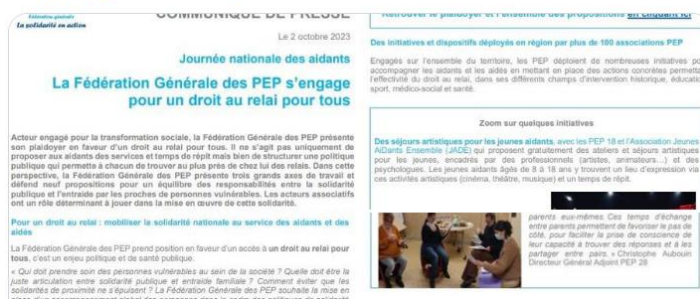 Fédération générale
La solidarité en action
COMMUNIQUÉ DE PRESSE
Le 2 octobre 2023
Journée nationale des aidants
La Fédération Générale des PEP s'engage
pour un droit au relai pour tous
Acteur engagé pour la transformation sociale, la Fédération Générale des PEP présente
son plaidoyer en faveur d'un droit au relai pour tous. Il ne s'agit pas uniquement de
proposer aux aidants des services et temps de répit mais bien de structurer une politique
publique qui permette à chacun de trouver au plus près de chez lui des relais. Dans cette
perspective, la Fédération Générale des PEP présente trois grands axes de travail et
défend neuf propositions pour un équilibre des responsabilités entre la solidarité
publique et l'entraide par les proches de personnes vulnérables. Les acteurs associatifs
ont un rôle déterminant à jouer dans la mise en œuvre de cette solidarité.
Pour un droit au relai : mobiliser la solidarité nationale au service des aidants et des
aidés
La Fédération Générale des PEP prend position en faveur d'un accès à un droit au relai pour
tous, c'est un enjeu politique et de santé publique.
« Qui doit prendre soin des personnes vulnérables au sein de la société ? Quelle doit être la
juste articulation entre solidarité publique et entraide familiale ? Comment éviter que les
solidarités de proximité ne s'épuisent ? La Fédération Générale des PEP souhaite la mise en
place d'un accompagnement global des personnes dans le cadre des politiques de solidarité
Retrouver le plaidoyer et l'ensemble des propositions en cliquant ici
Des initiatives et dispositifs déployés en région par plus de 100 associations PEP
Engagés sur l'ensemble du territoire, les PEP déploient de nombreuses initiatives po
accompagner les aidants et les aidés en mettant en place des actions concrètes permetta
l'effectivité du droit au relai, dans ses différents champs d'intervention historique, éducatio
sport, médico-social et santé.
Zoom sur quelques initiatives
Des séjours artistiques pour les jeunes aidants, avec les PEP 18 et l'Association Jeunes
AiDants Ensemble (JADE) qui proposent gratuitement des ateliers et séjours artistiques
pour les jeunes, encadrés par des professionnels (artistes, animateurs...) et des
psychologues. Les jeunes aidants âgés de 8 à 18 ans y trouvent un lieu d'expression via
ces activités artistiques (cinéma, théâtre, musique) et un temps de répit.
parents eux-mêmes. Ces temps d'échange
entre parents permettent de favoriser le pas de
côté, pour faciliter la prise de conscience de
leur capacité à trouver des réponses et à les
partager entre pairs. » Christophe Aubouin
Directeur Général Adjoint PEP 28